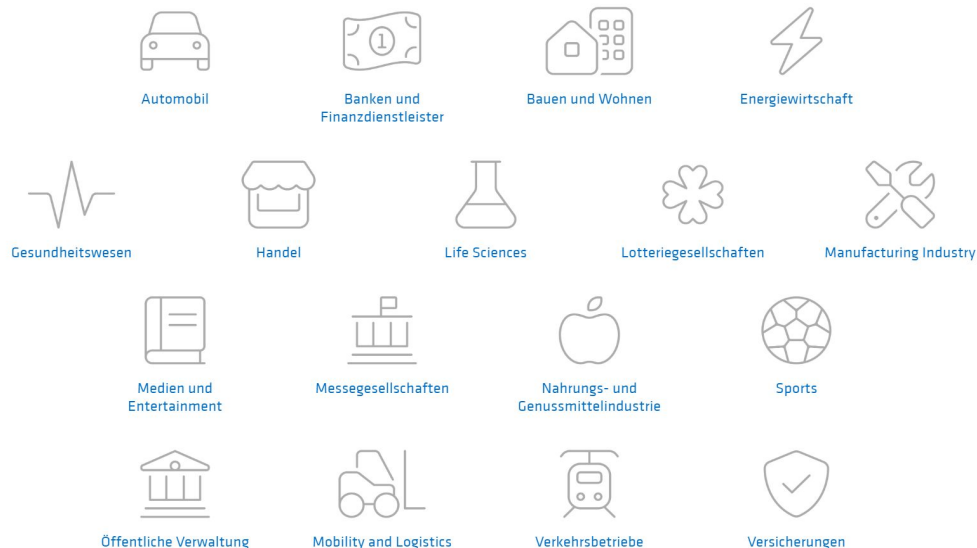 Automobil
Banken und
Finanzdienstleister
Bauen und Wohnen
Energiewirtschaft
Gesundheitswesen
Handel
Life Sciences
Lotteriegesellschaften
Manufacturing Industry
Medien und
Entertainment
Messegesellschaften
Nahrungs- und
Genussmittelindustrie
Sports
Öffentliche Verwaltung
Mobility and Logistics
Verkehrsbetriebe
Versicherungen